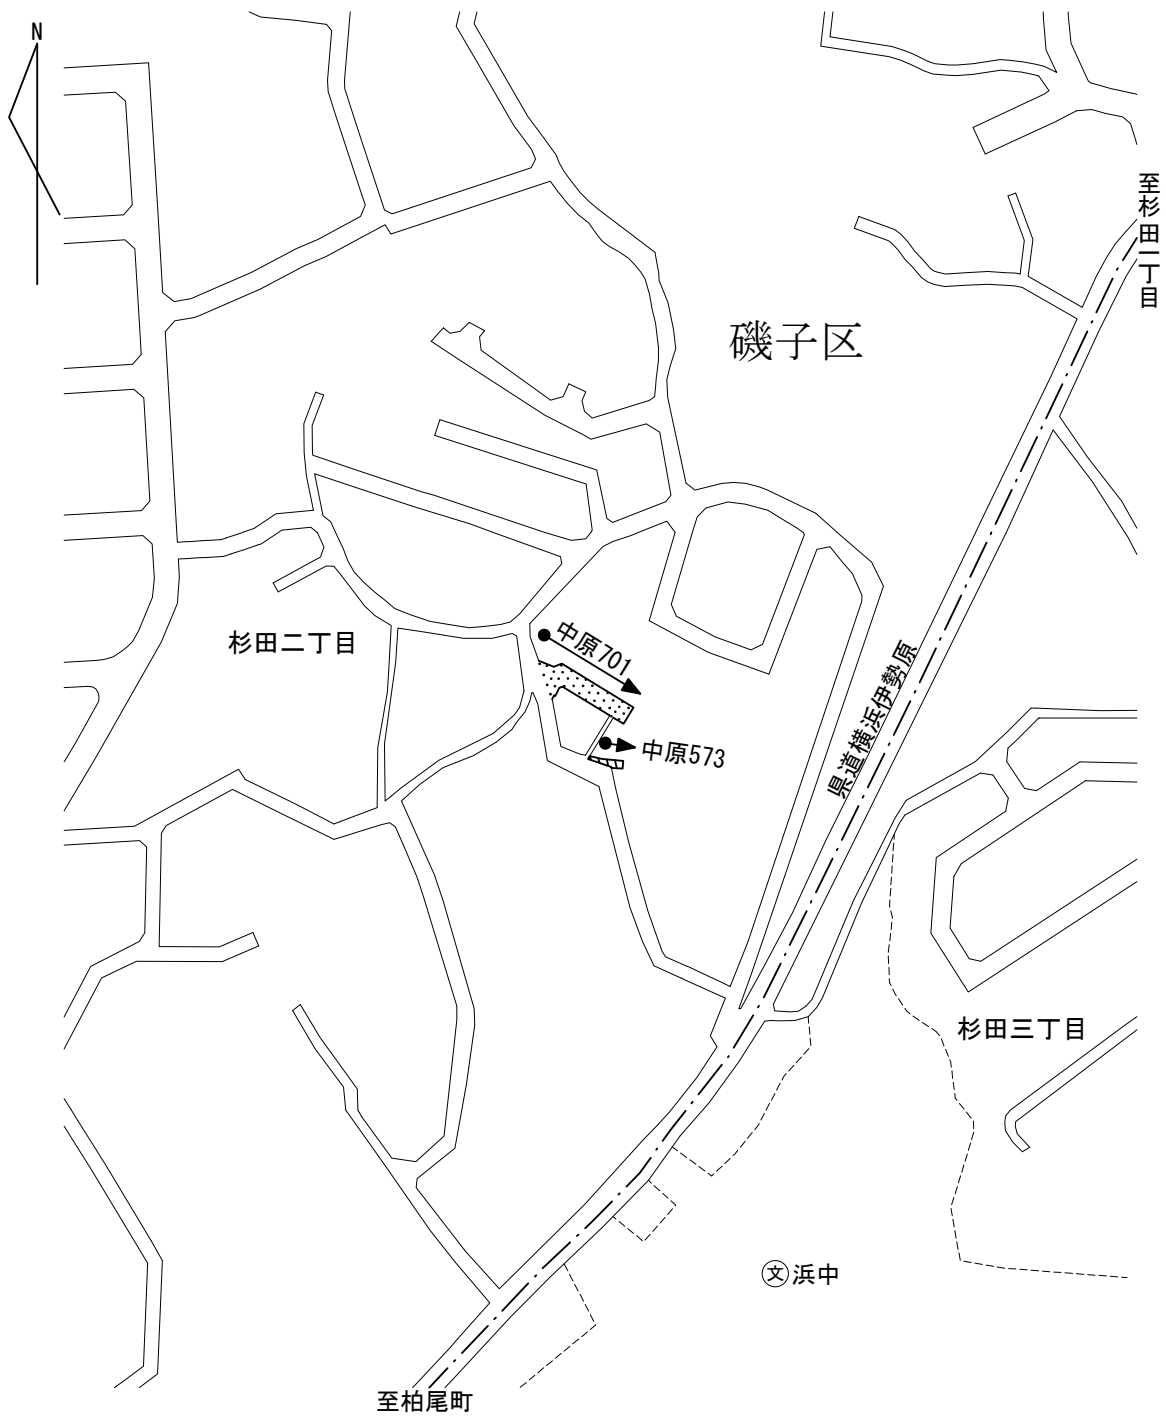 N
至杉田一丁目
磯子区
杉田二丁目
中原701
中原573
県道横浜伊勢原
杉田三丁目
文浜中
至柏尾町